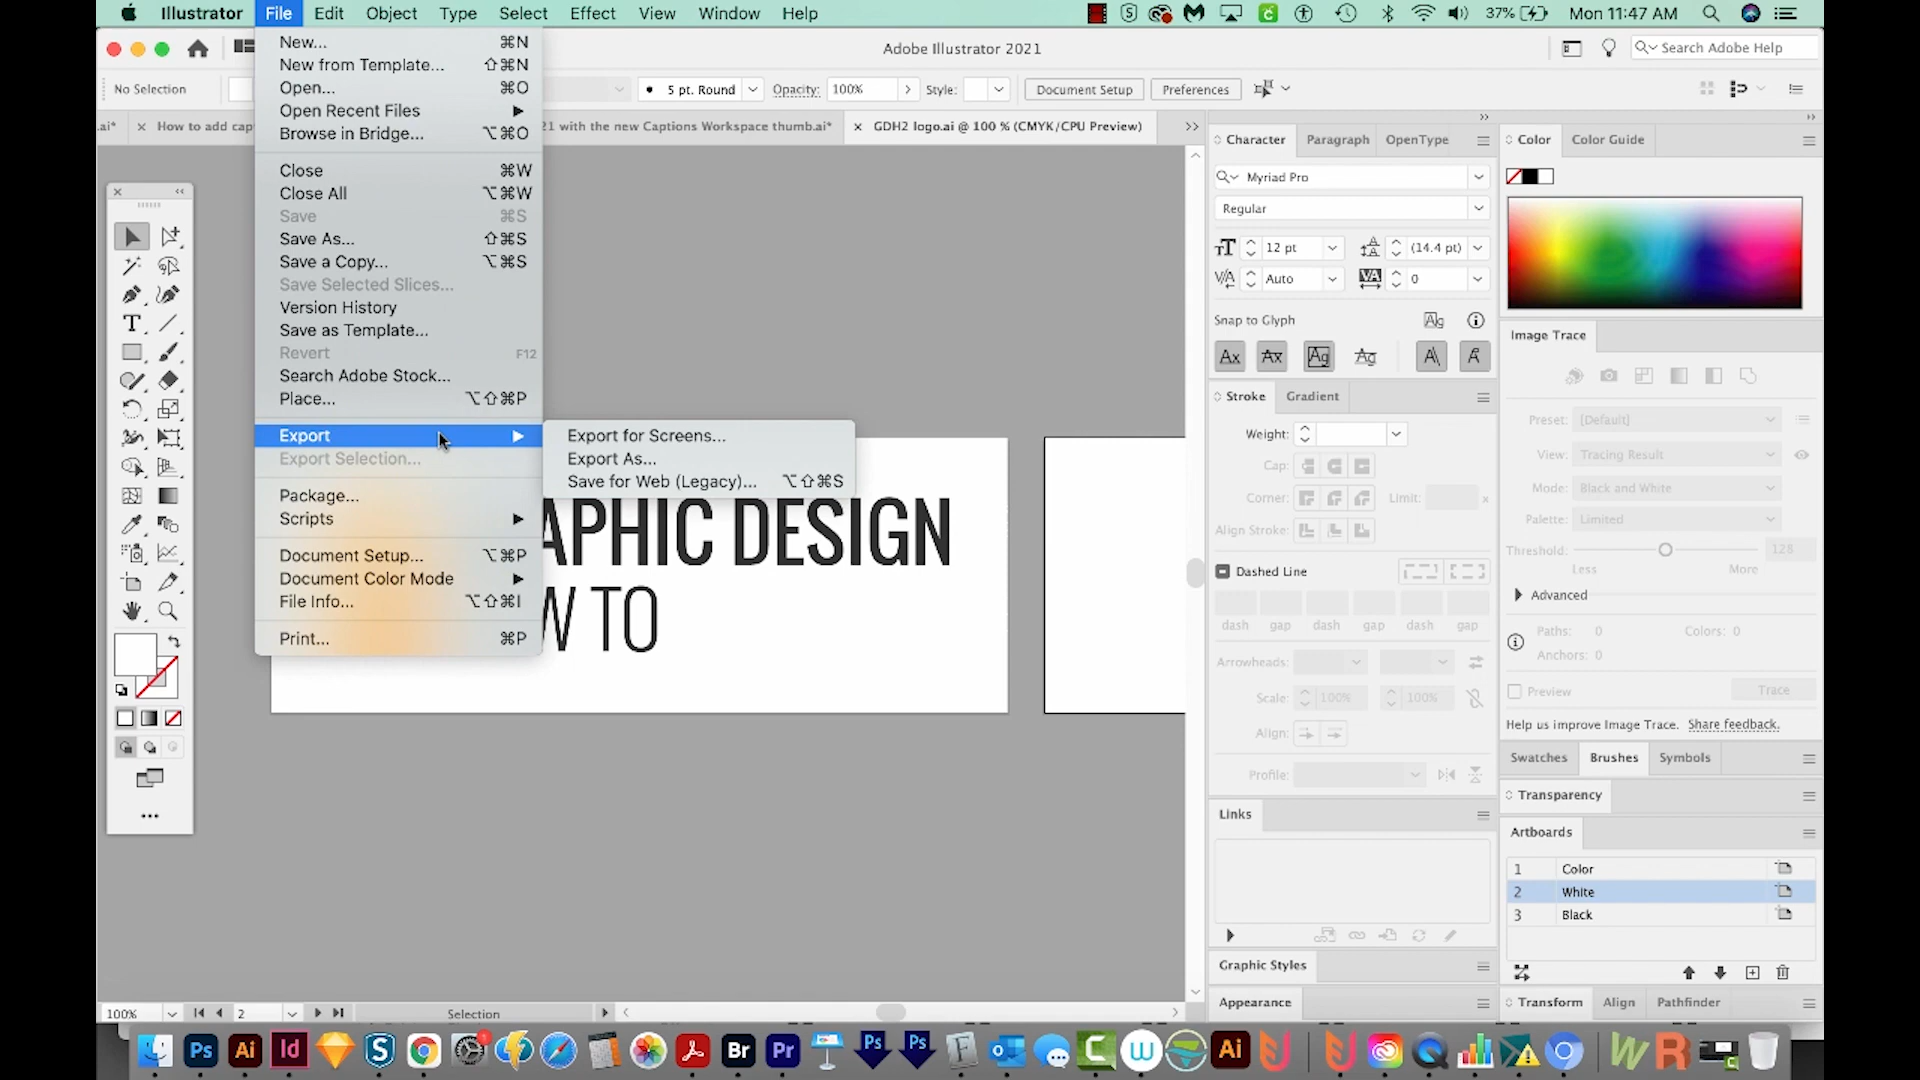 Illustrator File Edit Object Type Select Effect View Window Help 37% Mon 11:47 AM
Adobe Illustrator 2021 Search Adobe Help
No Selection 5 pt. Round Opacity: 100% Style: Document Setup Preferences
.ai* × How to add cap 21 with the new Captions Workspace thumb.ai* × GDH2 logo.ai @ 100 % (CMYK/CPU Preview)
New... ⌘N
New from Template... ⇧⌘N
Open... ⌘O
Open Recent Files
Browse in Bridge... ⌥⌘O
Close ⌘W
Close All ⌥⌘W
Save ⌘S
Save As... ⇧⌘S
Save a Copy... ⌥⌘S
Save Selected Slices...
Version History
Save as Template...
Revert F12
Search Adobe Stock...
Place... ⌥⇧⌘P
Export
Export Selection...
Package...
Scripts
Document Setup... ⌥⌘P
Document Color Mode
File Info... ⌥⇧⌘I
Print... ⌘P
Export for Screens...
Export As...
Save for Web (Legacy)... ⌥⇧⌘S
APHIC DESIGN
W TO
Character Paragraph OpenType
Myriad Pro
Regular
12 pt (14.4 pt)
Auto 0
Snap to Glyph
Stroke Gradient
Weight:
Cap:
Corner: Limit: x
Align Stroke:
Dashed Line
dash gap dash gap dash gap
Arrowheads:
Scale: 100% 100%
Align:
Profile:
Links
Graphic Styles
Appearance
Color Color Guide
Image Trace
Preset: [Default]
View: Tracing Result
Mode: Black and White
Palette: Limited
Threshold: 128
Less More
Advanced
Paths: 0 Colors: 0
Anchors: 0
Preview Trace
Help us improve Image Trace. Share feedback.
Swatches Brushes Symbols
Transparency
Artboards
1 Color
2 White
3 Black
Transform Align Pathfinder
100% 2 Selection
Ps Ai Id Br Pr Ps Ps Ai